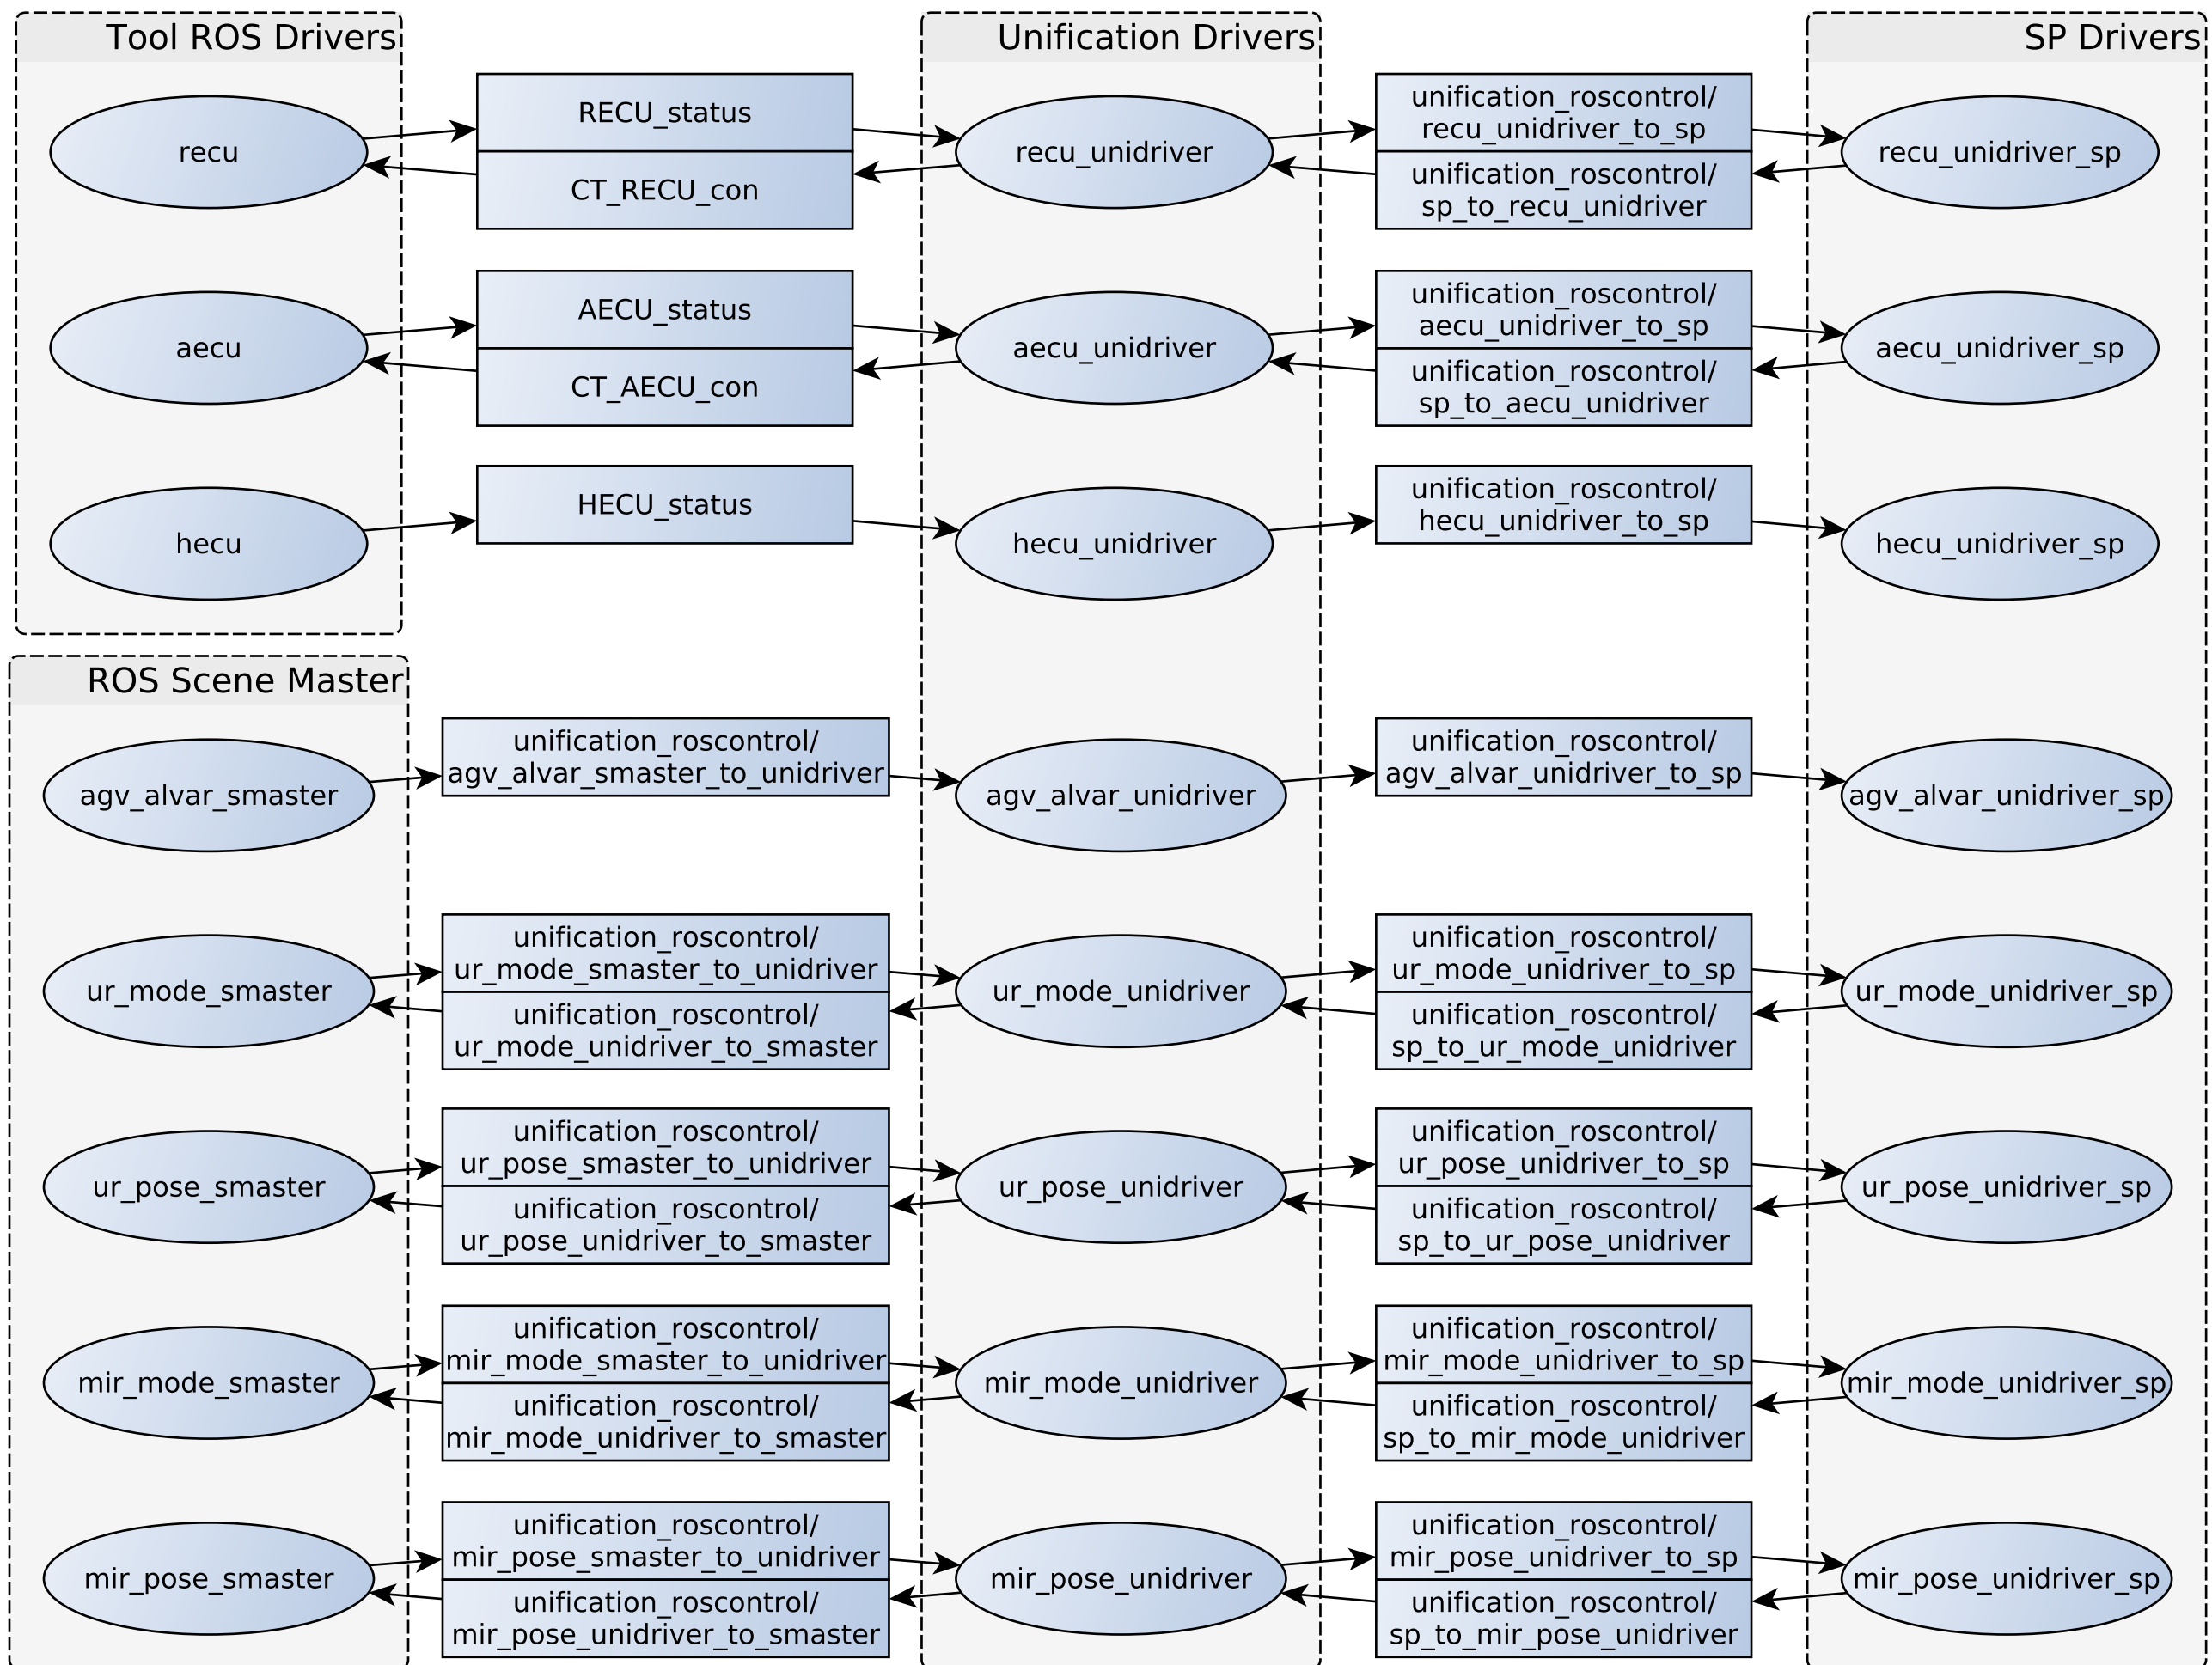 Tool ROS Drivers
Unification Drivers
SP Drivers
recu
RECU_status
CT_RECU_con
recu_unidriver
unification_roscontrol/
recu_unidriver_to_sp
unification_roscontrol/
sp_to_recu_unidriver
recu_unidriver_sp
aecu
AECU_status
CT_AECU_con
aecu_unidriver
unification_roscontrol/
aecu_unidriver_to_sp
unification_roscontrol/
sp_to_aecu_unidriver
aecu_unidriver_sp
hecu
HECU_status
hecu_unidriver
unification_roscontrol/
hecu_unidriver_to_sp
hecu_unidriver_sp
ROS Scene Master
agv_alvar_smaster
unification_roscontrol/
agv_alvar_smaster_to_unidriver
agv_alvar_unidriver
unification_roscontrol/
agv_alvar_unidriver_to_sp
agv_alvar_unidriver_sp
ur_mode_smaster
unification_roscontrol/
ur_mode_smaster_to_unidriver
unification_roscontrol/
ur_mode_unidriver_to_smaster
ur_mode_unidriver
unification_roscontrol/
ur_mode_unidriver_to_sp
unification_roscontrol/
sp_to_ur_mode_unidriver
ur_mode_unidriver_sp
ur_pose_smaster
unification_roscontrol/
ur_pose_smaster_to_unidriver
unification_roscontrol/
ur_pose_unidriver_to_smaster
ur_pose_unidriver
unification_roscontrol/
ur_pose_unidriver_to_sp
unification_roscontrol/
sp_to_ur_pose_unidriver
ur_pose_unidriver_sp
mir_mode_smaster
unification_roscontrol/
mir_mode_smaster_to_unidriver
unification_roscontrol/
mir_mode_unidriver_to_smaster
mir_mode_unidriver
unification_roscontrol/
mir_mode_unidriver_to_sp
unification_roscontrol/
sp_to_mir_mode_unidriver
mir_mode_unidriver_sp
mir_pose_smaster
unification_roscontrol/
mir_pose_smaster_to_unidriver
unification_roscontrol/
mir_pose_unidriver_to_smaster
mir_pose_unidriver
unification_roscontrol/
mir_pose_unidriver_to_sp
unification_roscontrol/
sp_to_mir_pose_unidriver
mir_pose_unidriver_sp